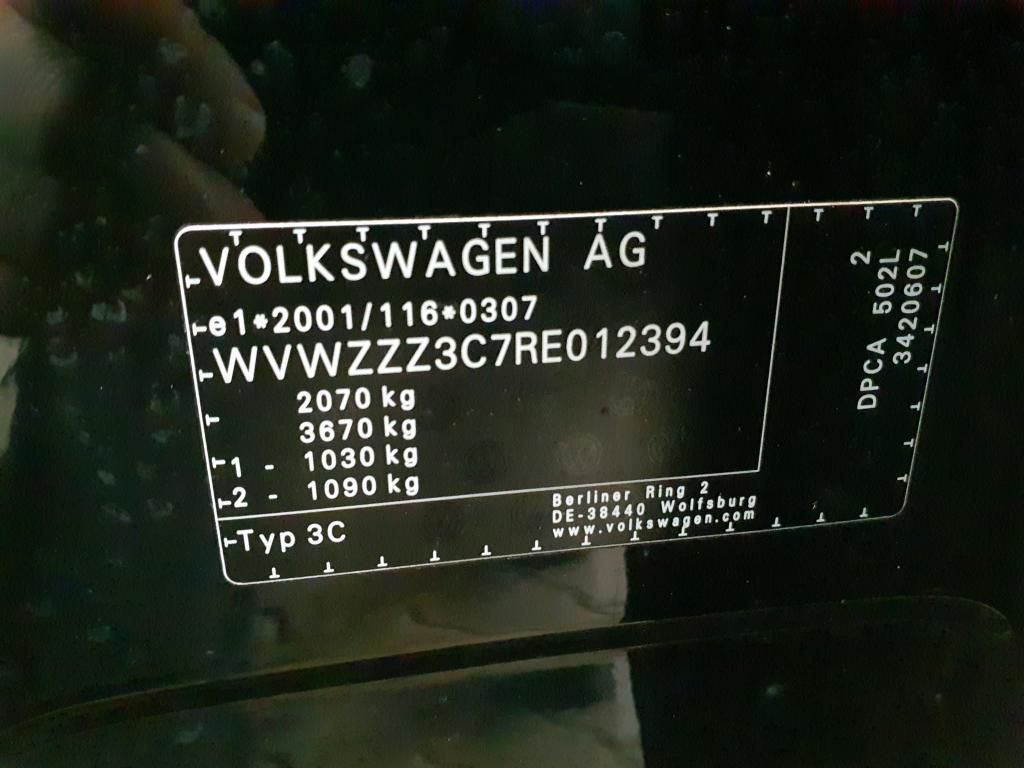 VOLKSWAGEN AG
e1*2001/116*0307
WVWZZZ3C7RE012394
2070 kg
3670 kg
1 - 1030 kg
2 - 1090 kg
Typ 3C
Berliner Ring 2
DE-38440 Wolfsburg
www.volkswagen.com
2
DPCA 502L
3420607